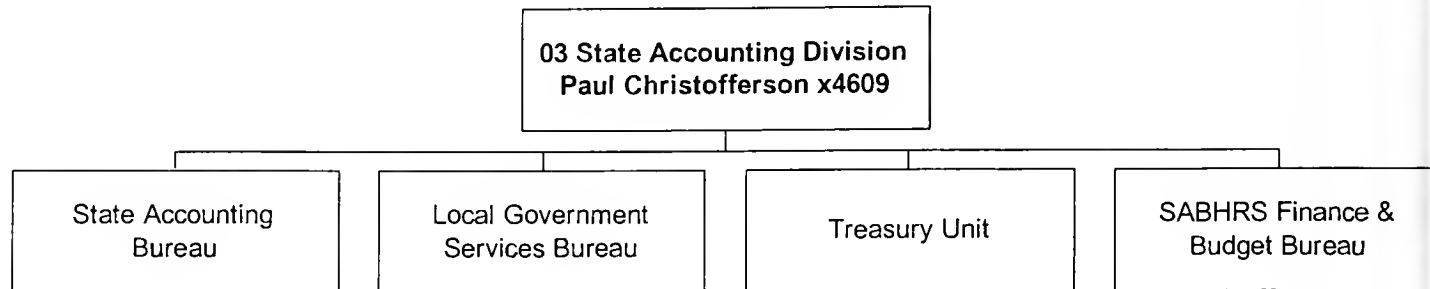 03 State Accounting Division
Paul Christofferson x4609
State Accounting
Bureau
Local Government
Services Bureau
Treasury Unit
SABHRS Finance &
Budget Bureau